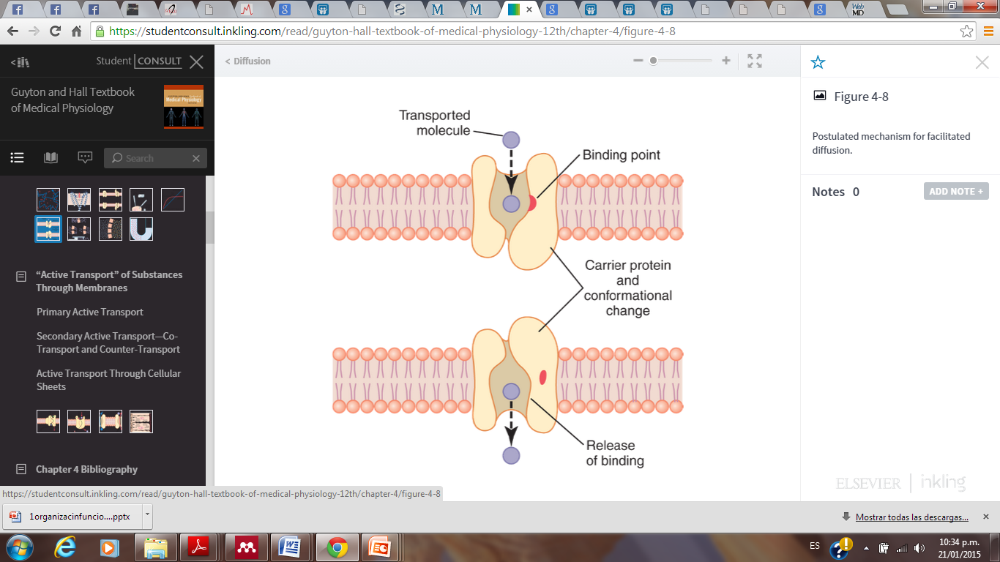 https://studentconsult.inkling.com/read/guyton-hall-textbook-of-medical-physiology-12th/chapter-4/figure-4-8
Student CONSULT
Guyton and Hall Textbook
of Medical Physiology
Search
“Active Transport” of Substances
Through Membranes
Primary Active Transport
Secondary Active Transport—Co-
Transport and Counter-Transport
Active Transport Through Cellular
Sheets
Chapter 4 Bibliography
< Diffusion
Transported
molecule
Binding point
Carrier protein
and
conformational
change
Release
of binding
Figure 4-8
Postulated mechanism for facilitated
diffusion.
Notes 0
ADD NOTE +
ELSEVIER | inkling
https://studentconsult.inkling.com/read/guyton-hall-textbook-of-medical-physiology-12th/chapter-4/figure-4-8
1organizacinfuncio....pptx
Mostrar todas las descargas...
ES
10:34 p.m.
21/01/2015